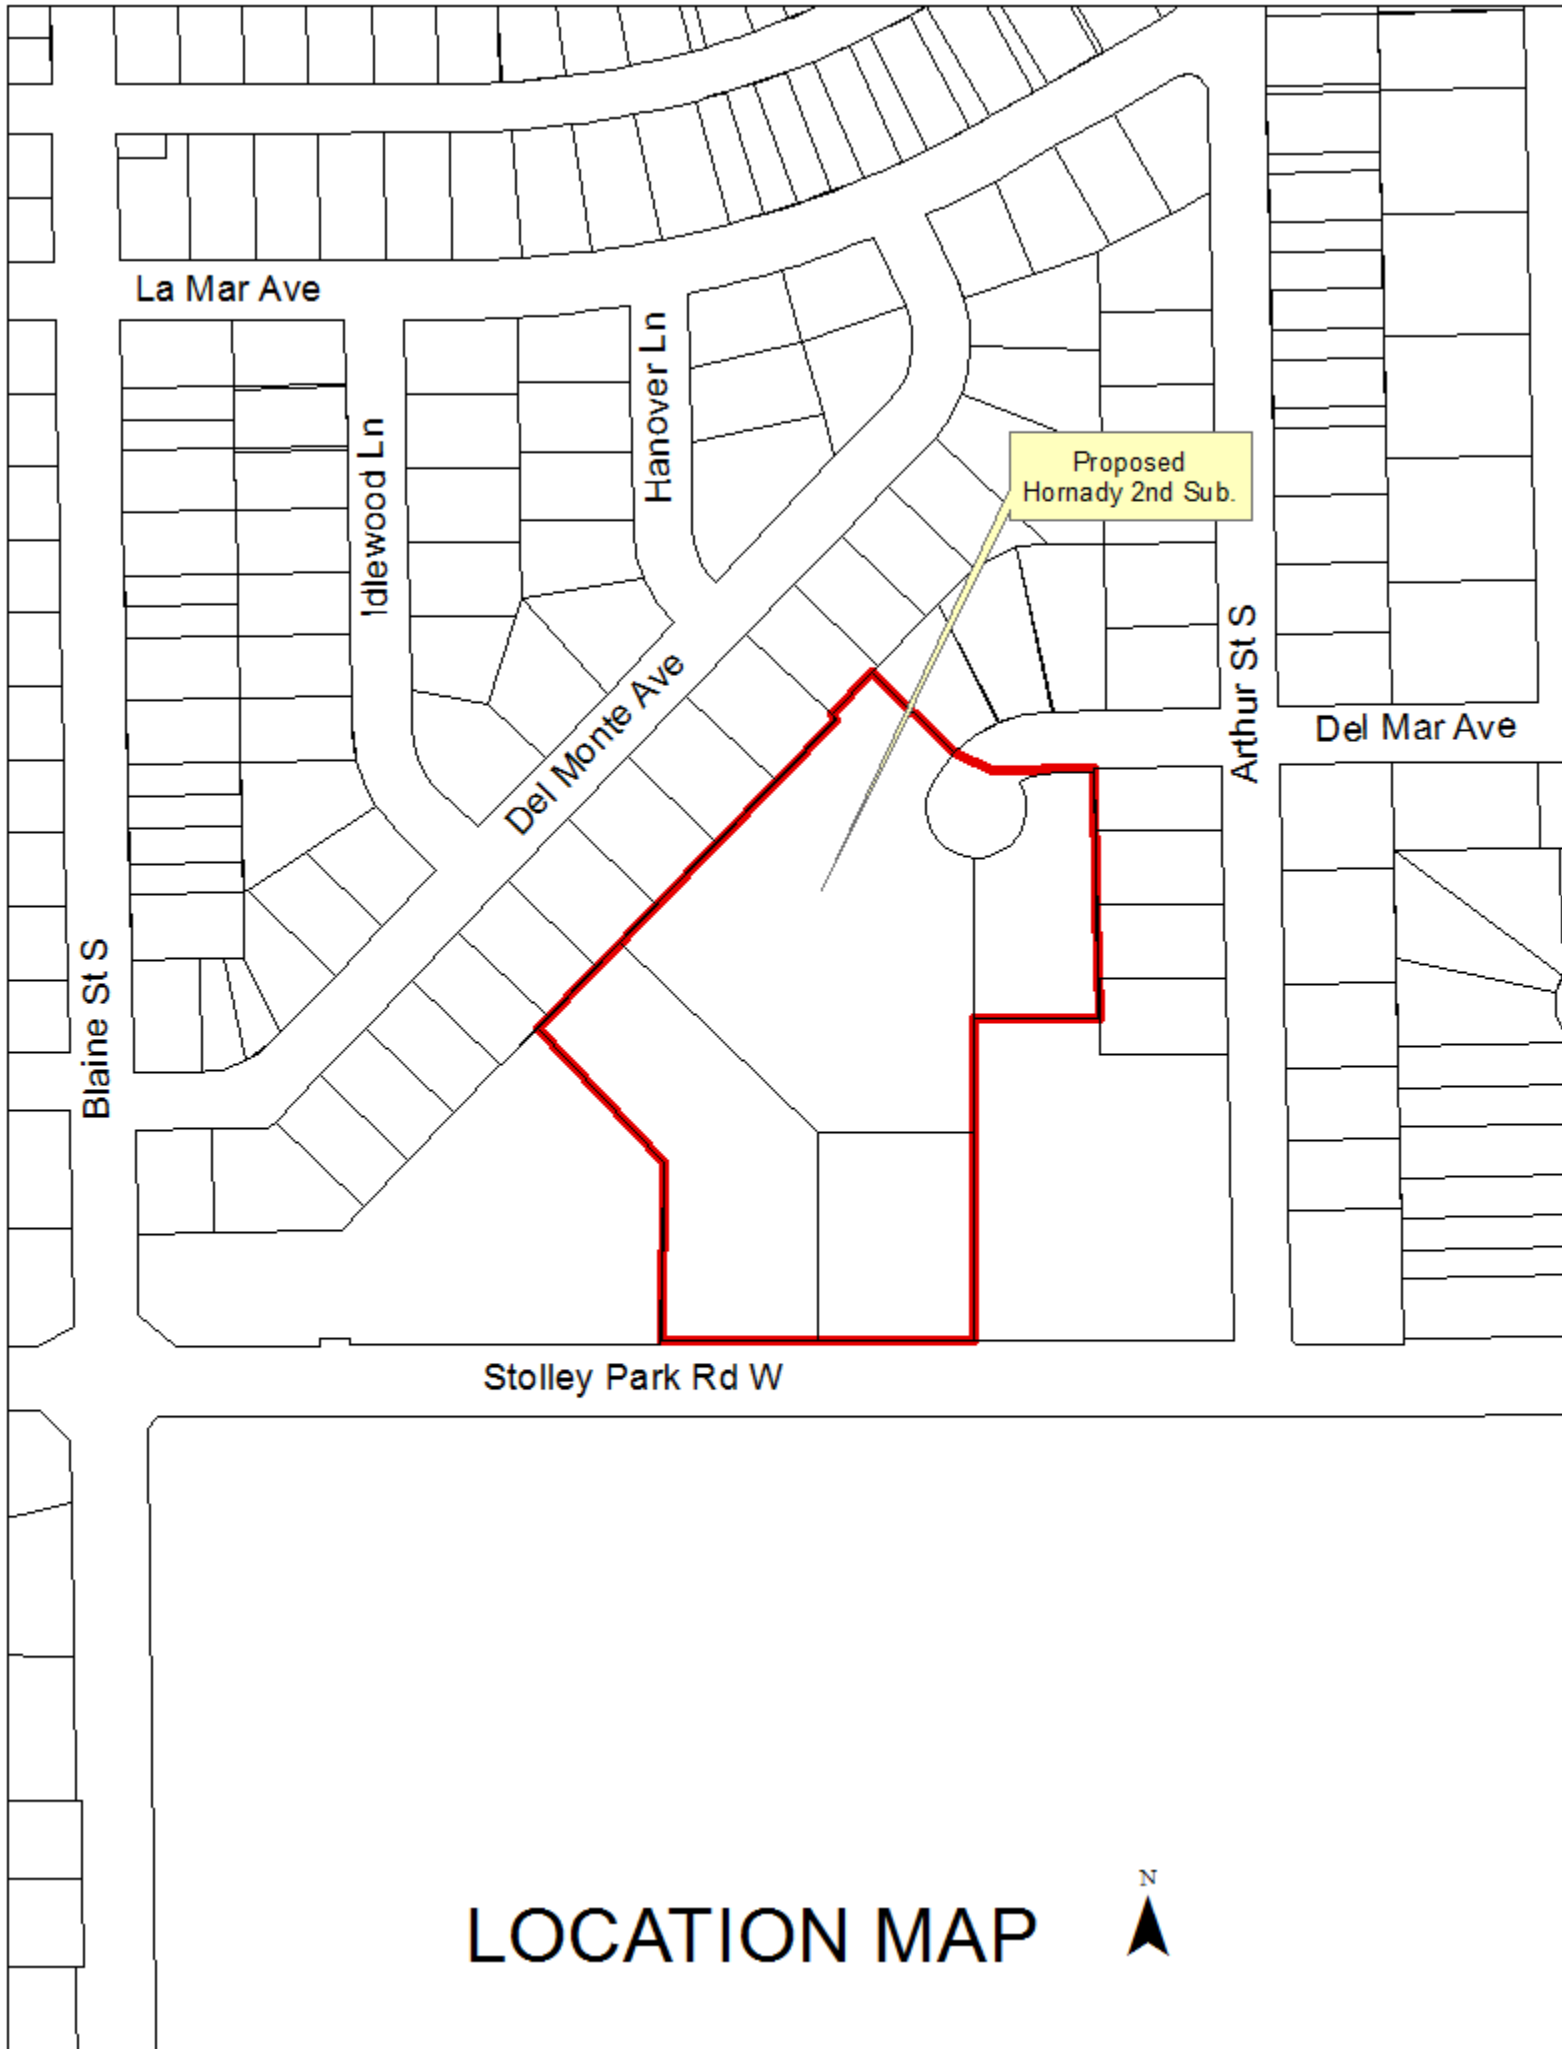 La Mar Ave
Hanover Ln
Idlewood Ln
Proposed
Hornady 2nd Sub.
Del Monte Ave
Arthur St S
Del Mar Ave
Blaine St S
Stolley Park Rd W
N
LOCATION MAP